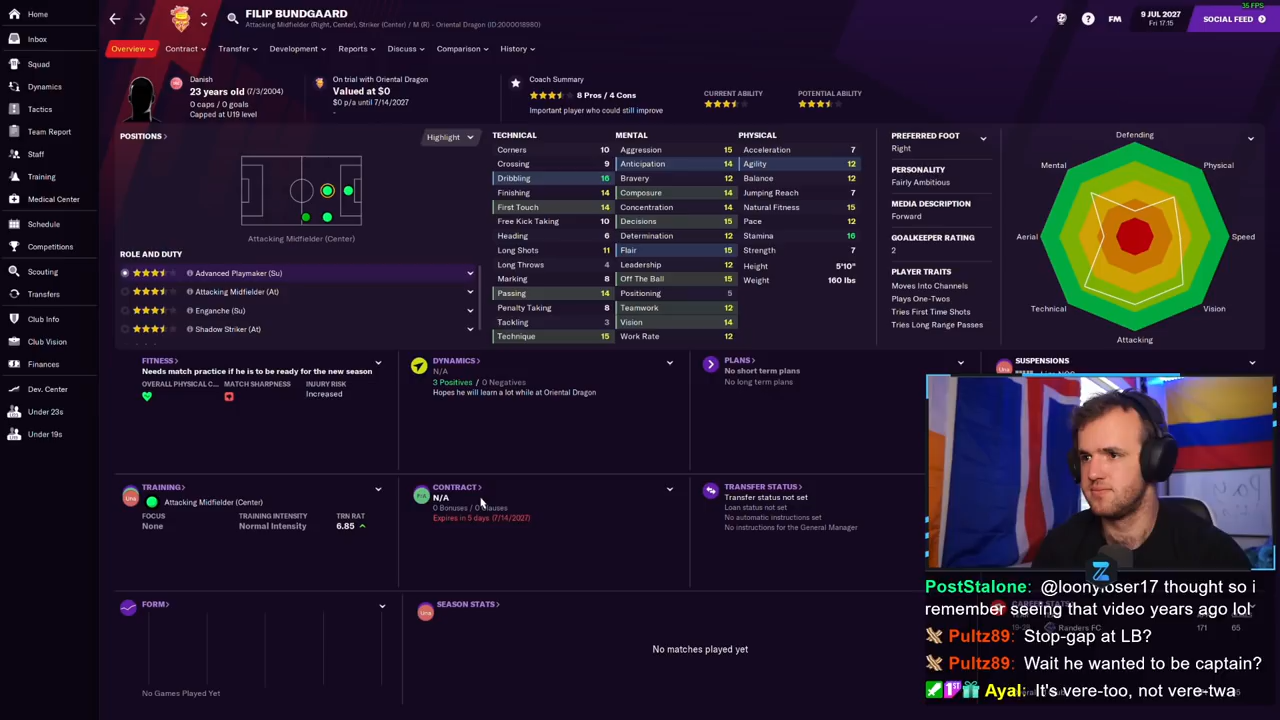 35 FPS
Home
Inbox
Squad
Dynamics
Tactics
Team Report
Staff
Training
Medical Center
Schedule
Competitions
Scouting
Transfers
Club Info
Club Vision
Finances
Dev. Center
Under 23s
Under 19s
FILIP BUNDGAARD
Attacking Midfielder (Right, Center), Striker (Center) / M (R) - Oriental Dragon (ID:2000018980)
FM
9 JUL 2027
Fri 17:15
SOCIAL FEED
Overview
Contract
Transfer
Development
Reports
Discuss
Comparison
History
Danish
23 years old (7/3/2004)
0 caps / 0 goals
Capped at U19 level
On trial with Oriental Dragon
Valued at $0
$0 p/a until 7/14/2027
-
Coach Summary
8 Pros / 4 Cons
Important player who could still improve
CURRENT ABILITY
POTENTIAL ABILITY
POSITIONS
Highlight
Attacking Midfielder (Center)
ROLE AND DUTY
Advanced Playmaker (Su)
Attacking Midfielder (At)
Enganche (Su)
Shadow Striker (At)
TECHNICAL
Corners 10
Crossing 9
Dribbling 16
Finishing 14
First Touch 14
Free Kick Taking 10
Heading 6
Long Shots 11
Long Throws 4
Marking 8
Passing 14
Penalty Taking 8
Tackling 3
Technique 15
MENTAL
Aggression 15
Anticipation 14
Bravery 12
Composure 14
Concentration 14
Decisions 15
Determination 12
Flair 15
Leadership 12
Off The Ball 15
Positioning 5
Teamwork 12
Vision 14
Work Rate 12
PHYSICAL
Acceleration 7
Agility 12
Balance 12
Jumping Reach 7
Natural Fitness 15
Pace 12
Stamina 16
Strength 7
Height 5'10"
Weight 160 lbs
PREFERRED FOOT
Right
PERSONALITY
Fairly Ambitious
MEDIA DESCRIPTION
Forward
GOALKEEPER RATING
2
PLAYER TRAITS
Moves Into Channels
Plays One-Twos
Tries First Time Shots
Tries Long Range Passes
Defending
Physical
Speed
Vision
Attacking
Technical
Aerial
Mental
FITNESS
Needs match practice if he is to be ready for the new season
OVERALL PHYSICAL C...
MATCH SHARPNESS
INJURY RISK
Increased
DYNAMICS
N/A
3 Positives / 0 Negatives
Hopes he will learn a lot while at Oriental Dragon
PLANS
No short term plans
No long term plans
SUSPENSIONS
TRAINING
Una
Attacking Midfielder (Center)
FOCUS
None
TRAINING INTENSITY
Normal Intensity
TRN RAT
6.85
CONTRACT
N/A
N/A
0 Bonuses / 0 Clauses
Expires in 5 days (7/14/2027)
TRANSFER STATUS
Transfer status not set
Loan status not set
No automatic instructions set
No instructions for the General Manager
FORM
No Games Played Yet
SEASON STATS
Una
No matches played yet
Randers FC
171
65
PostStalone: @loonyloser17 thought so i
remember seeing that video years ago lol
Pultz89: Stop-gap at LB?
Pultz89: Wait he wanted to be captain?
Ayal: It's vere-too, not vere-twa